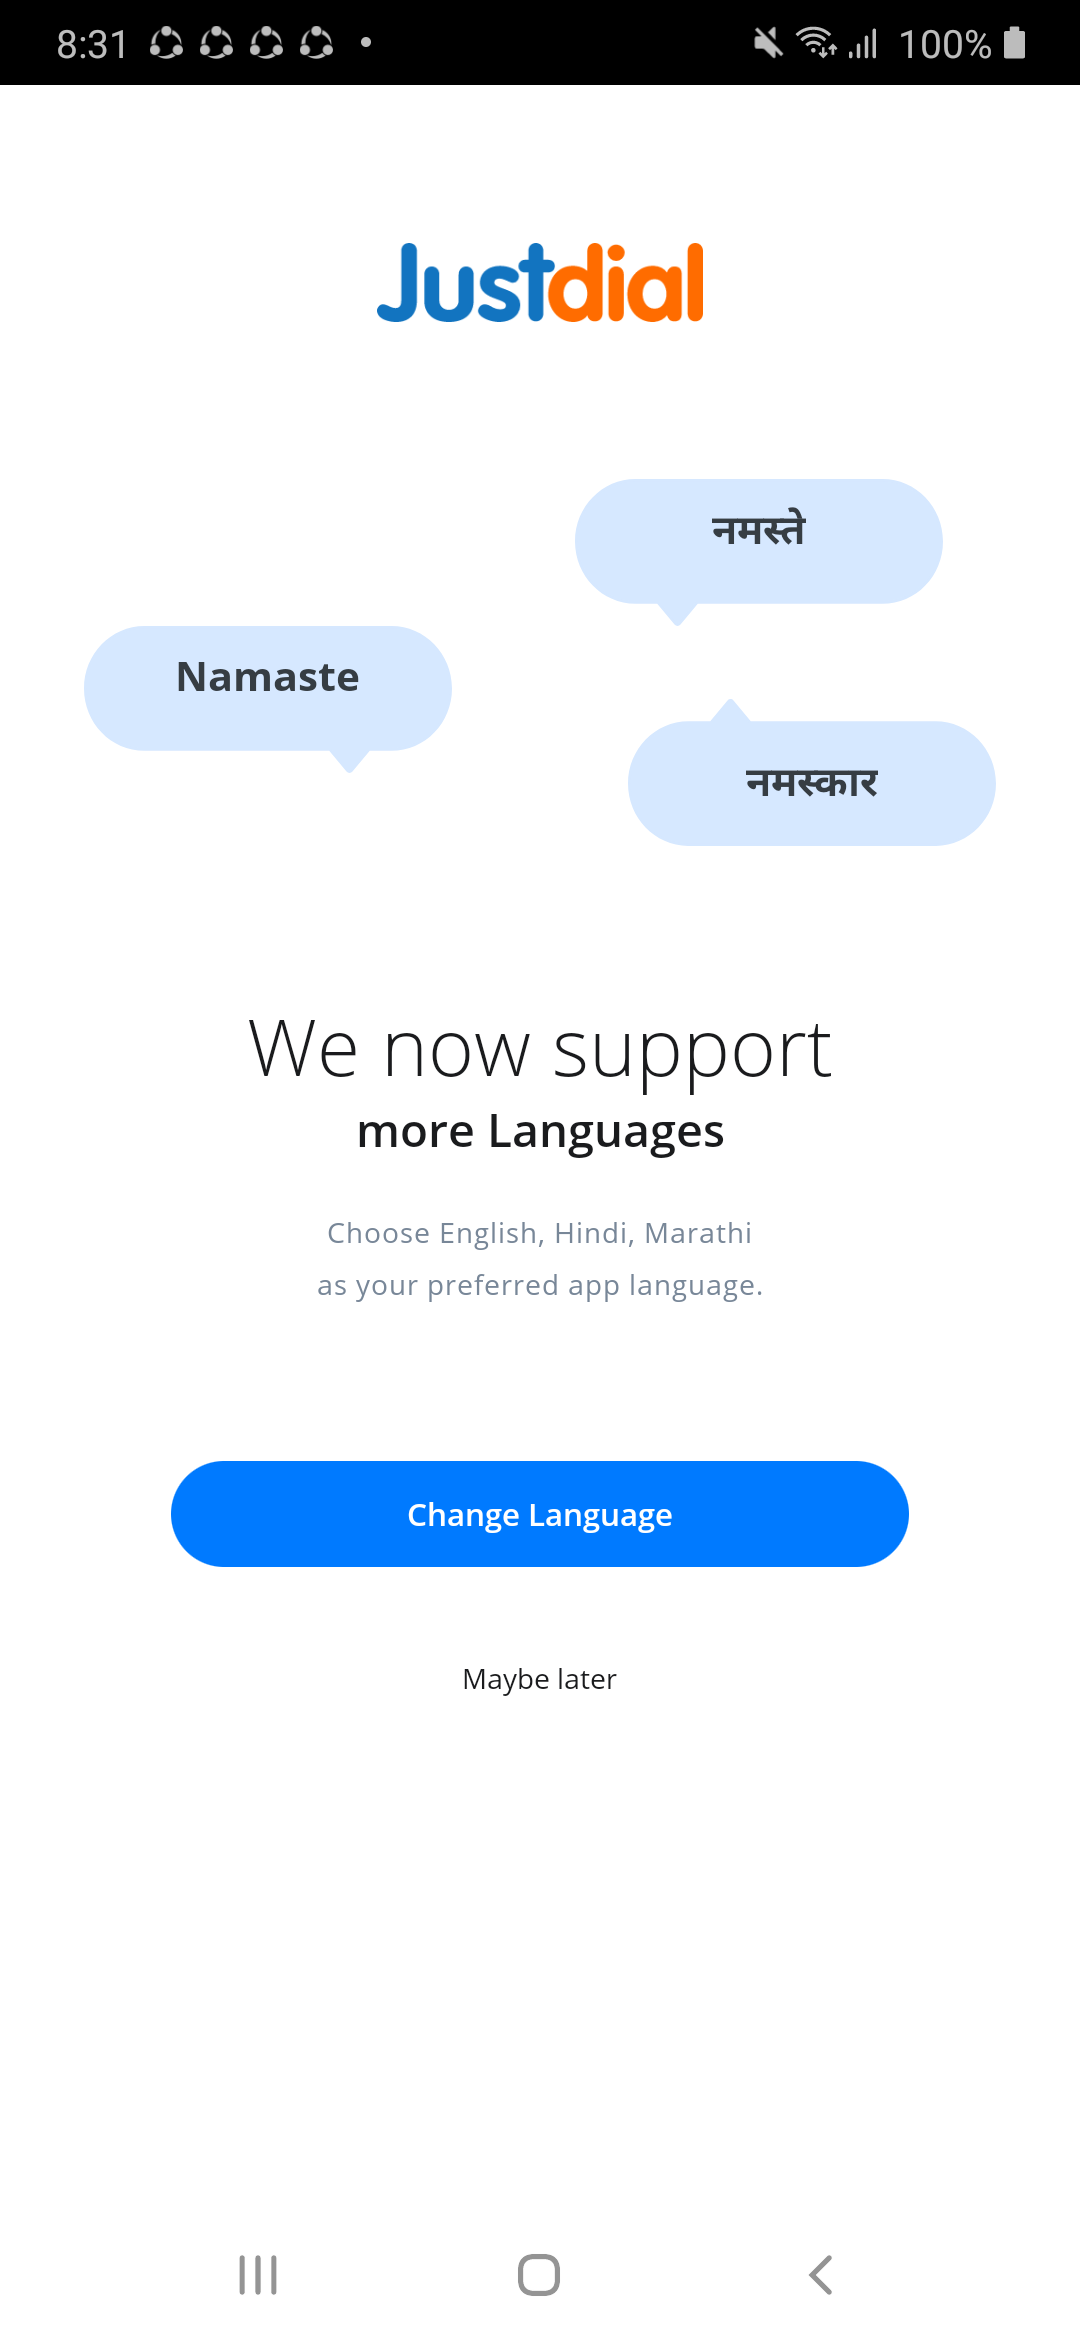 8:31
100%
Justdial
नमस्ते
Namaste
नमस्कार
We now support
more Languages
Choose English, Hindi, Marathi
as your preferred app language.
Change Language
Maybe later